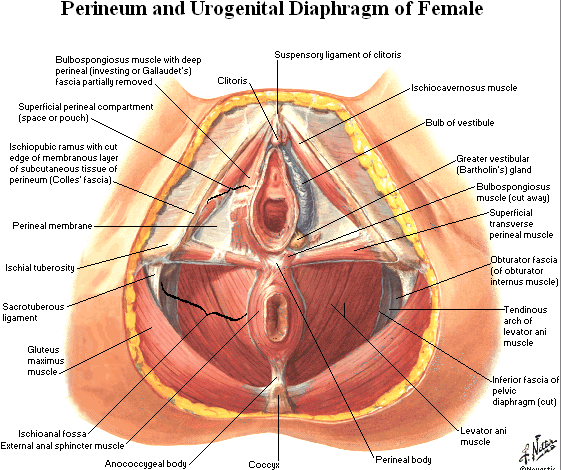 Perineum and Urogenital Diaphragm of Female
Bulbospongiosius muscle with deep
perineal (investing or Gallaudet's)
fascia partially removed
Superficial perineal compartment
(space or pouch)
Ischiopubic ramus with cut
edge of membranous layer
of subcutaneous tissue of
perineum (Colles' fascia)
Perineal membrane
Ischial tuberosity
Sacrotuberous
ligament
Gluteus
maximus
muscle
Ischioanal fossa
External anal sphincter muscle
Anococcygeal body
Clitoris
Suspensory ligament of clitoris
Ischiocavernosus muscle
Bulb of vestibule
Greater vestibular
(Bartholin's) gland
Bulbospongiosus
muscle (cut away)
Superficial
transverse
perineal muscle
Obturator fascia
(of obturator
internus muscle)
Tendinous
arch of
levator ani
muscle
Inferior fascia of
pelvic
diaphragm (cut)
Levator ani
muscle
Perineal body
Coccyx